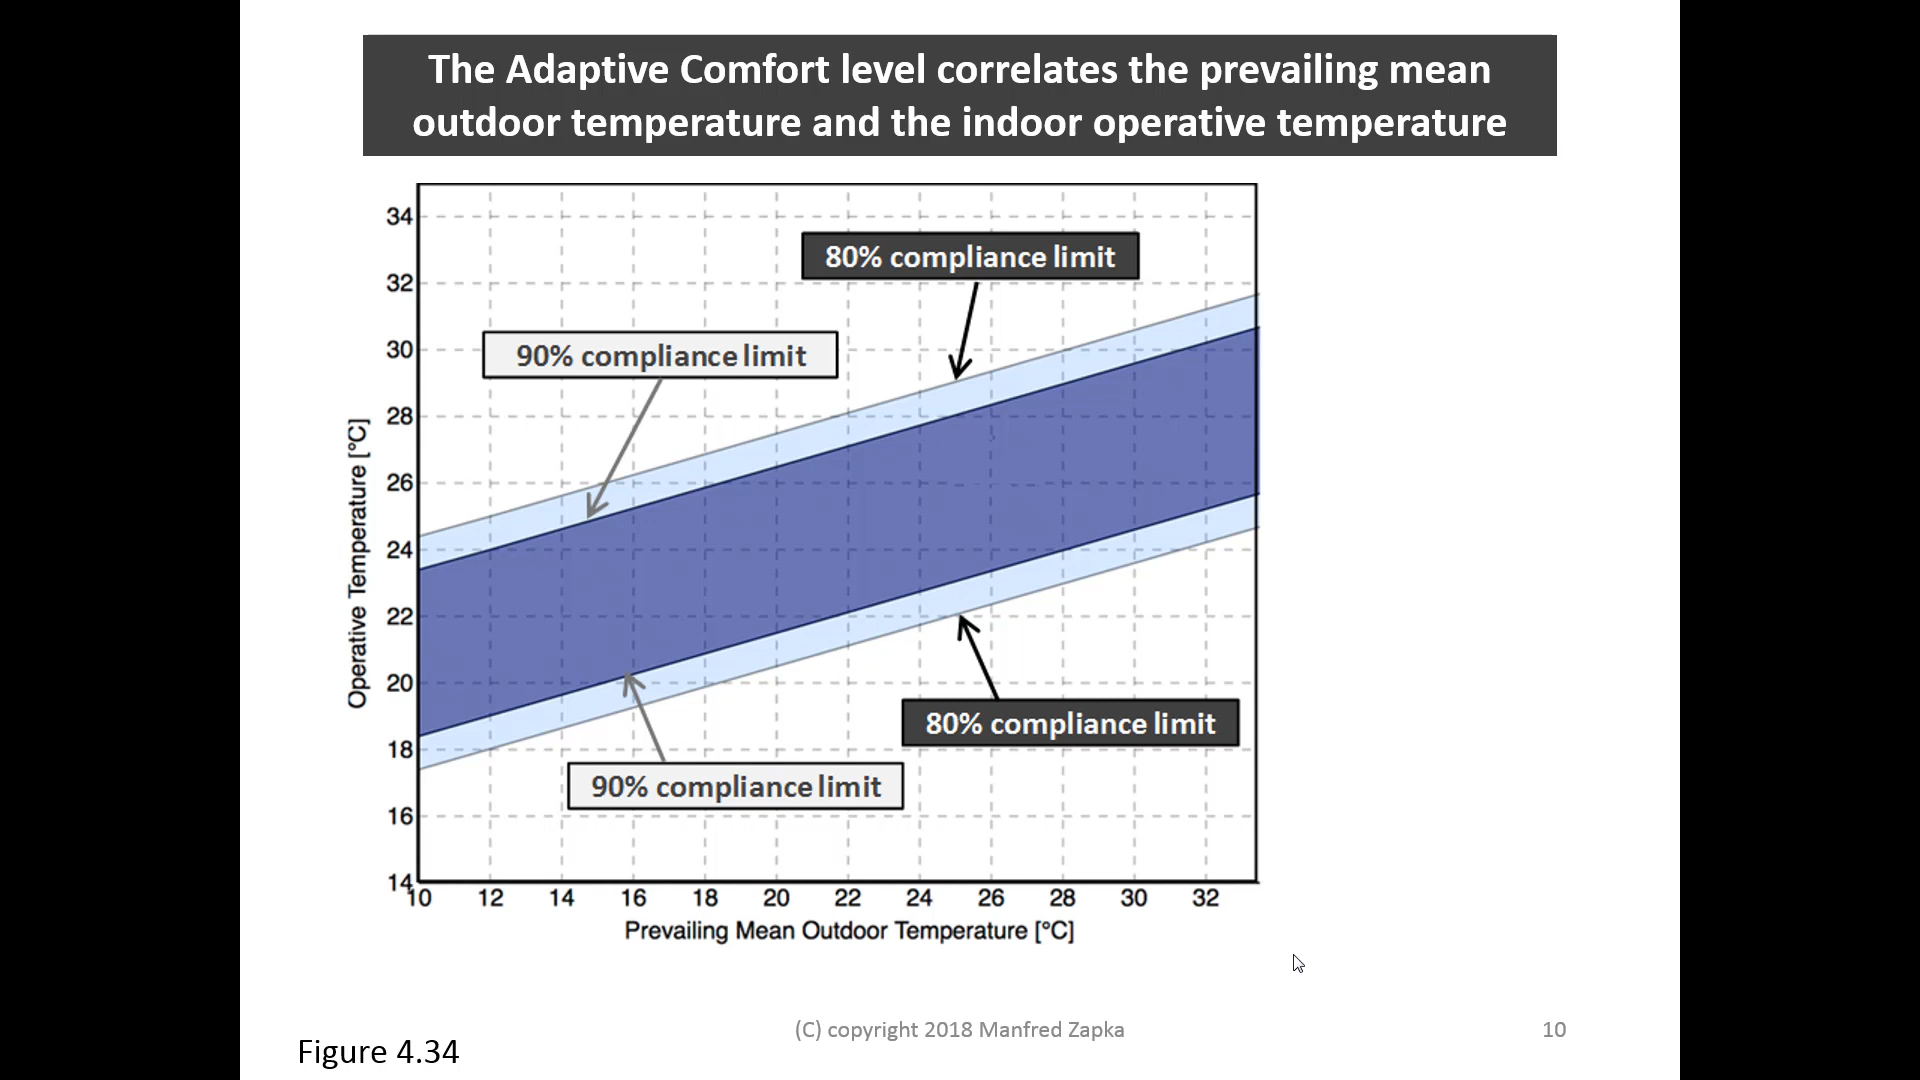 The Adaptive Comfort level correlates the prevailing mean
outdoor temperature and the indoor operative temperature
34
32
30
28
26
24
22
20
18
16
14
80% compliance limit
90% compliance limit
80% compliance limit
90% compliance limit
Operative Temperature [°C]
10 12 14 16 18 20 22 24 26 28 30 32
Prevailing Mean Outdoor Temperature [°C]
(C) copyright 2018 Manfred Zapka
10
Figure 4.34